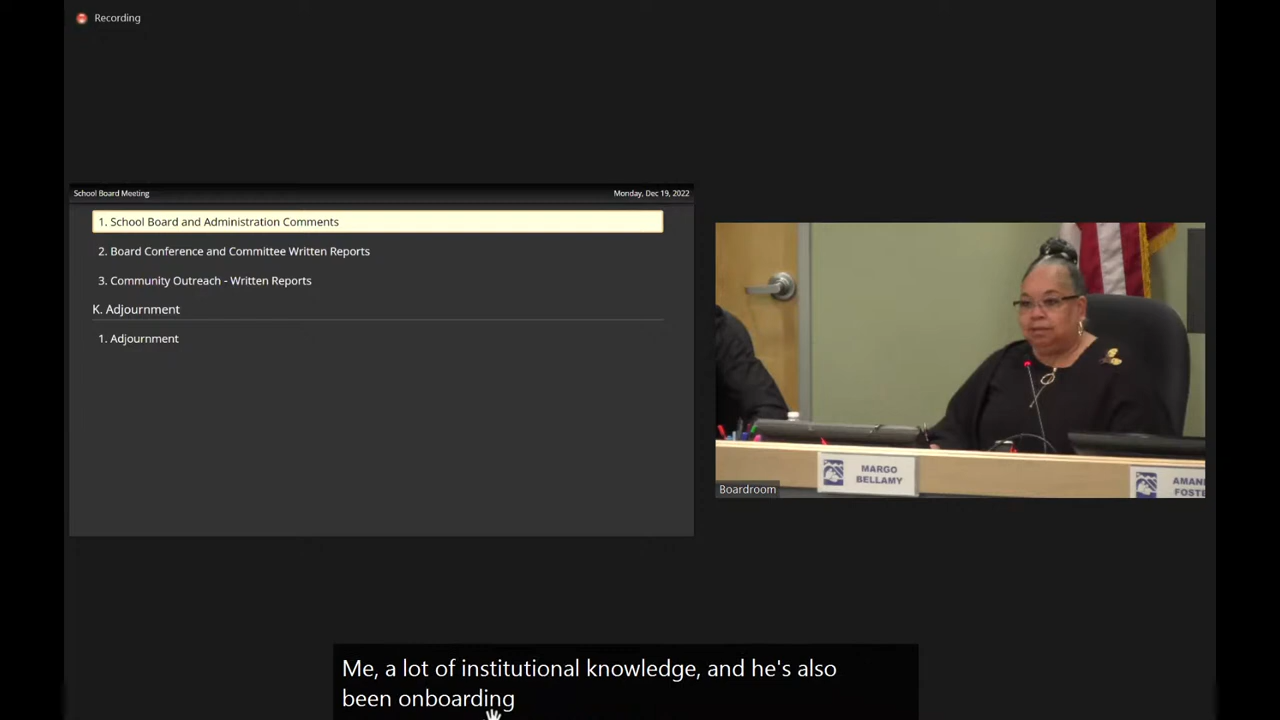 Recording
School Board Meeting
Monday, Dec 19, 2022
1. School Board and Administration Comments
2. Board Conference and Committee Written Reports
3. Community Outreach - Written Reports
K. Adjournment
1. Adjournment
MARGO
BELLAMY
AMAN
FOSTE
Boardroom
Me, a lot of institutional knowledge, and he's also
been onboarding